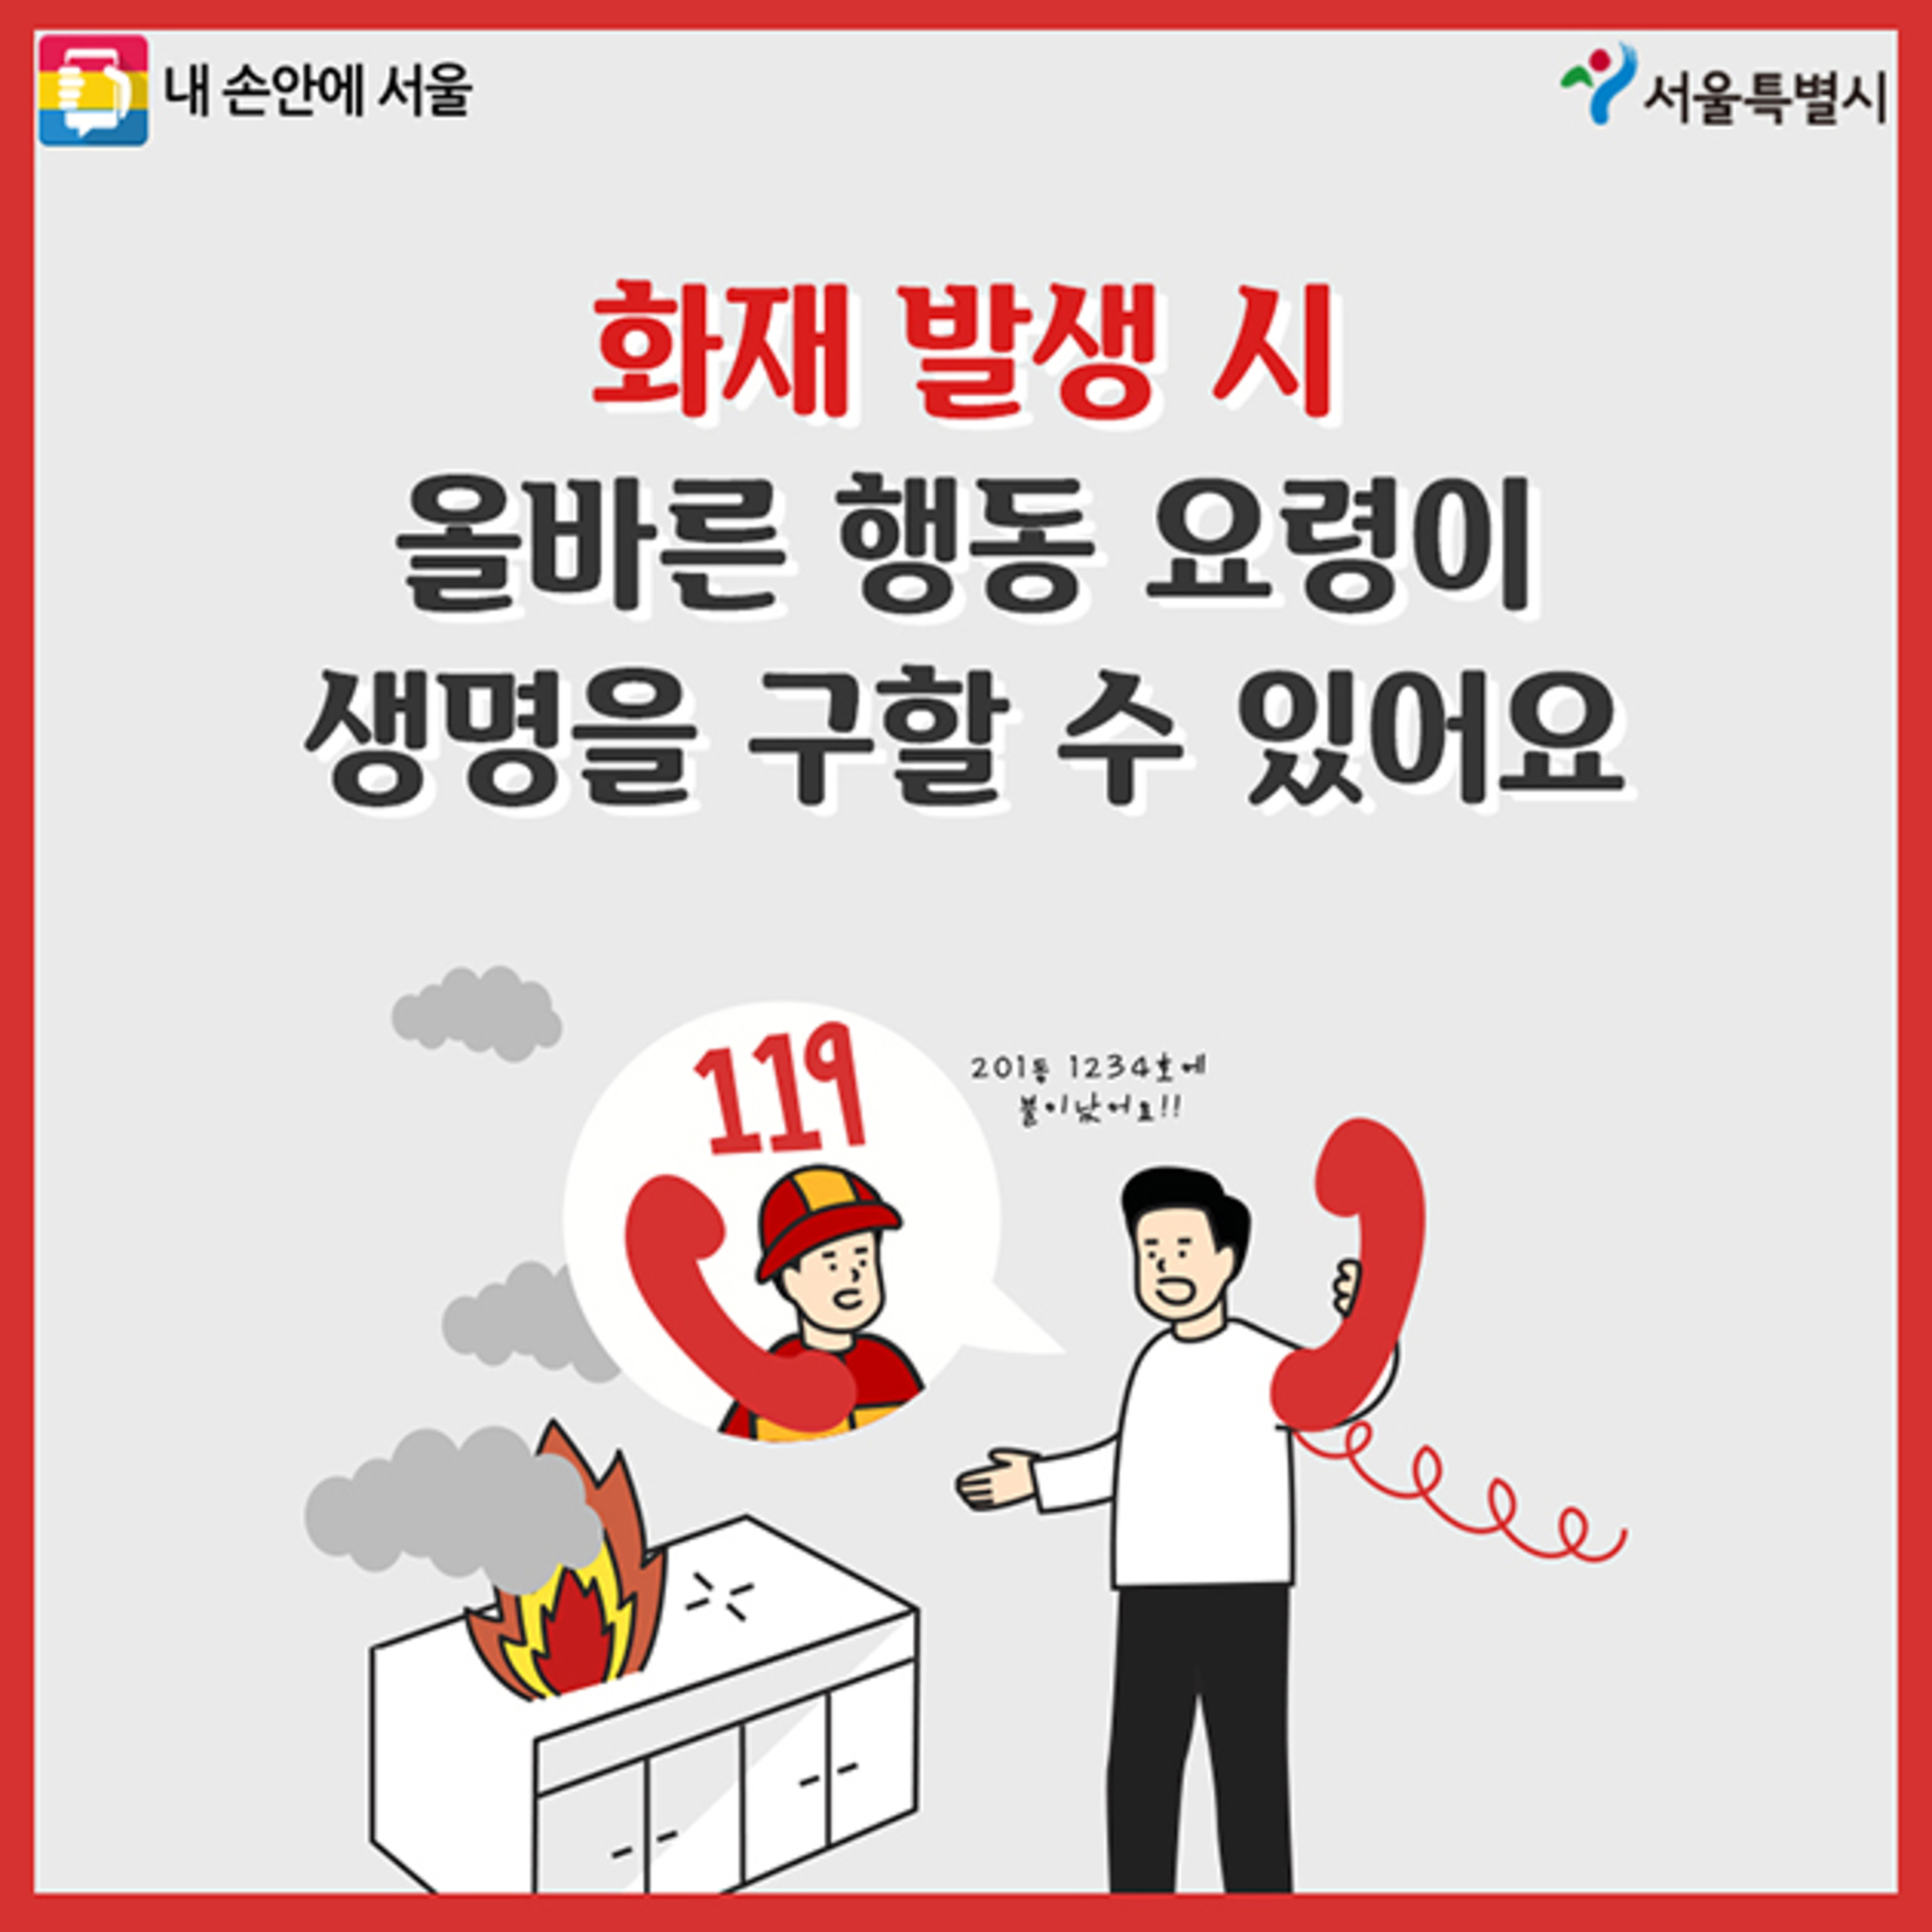 내 손안에 서울
서울특별시
화재 발생 시
올바른 행동 요령이
생명을 구할 수 있어요
119
201동 1234호에
불이났어요!!